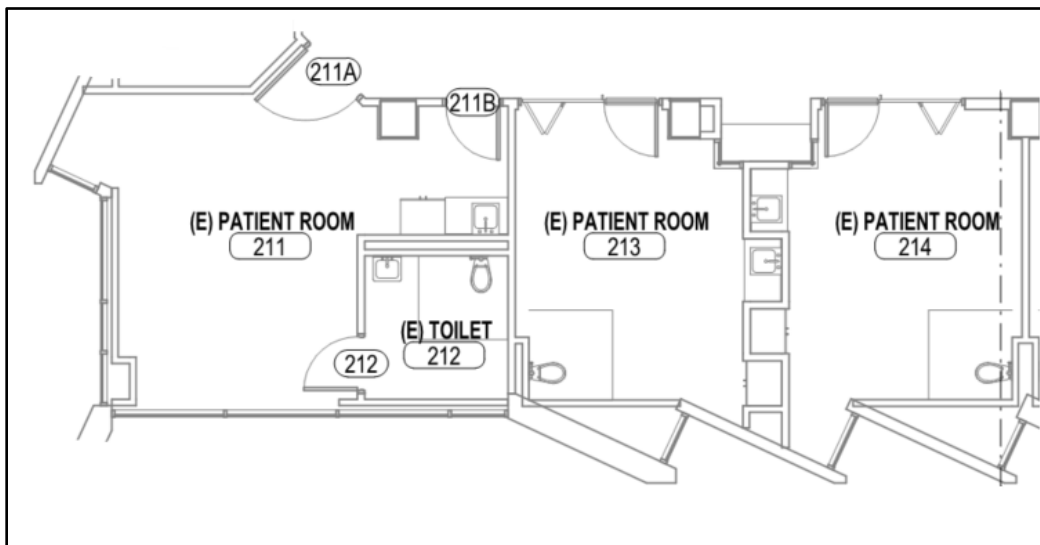 211A
211B
(E) PATIENT ROOM
211
(E) PATIENT ROOM
213
(E) PATIENT ROOM
214
(E) TOILET
212
212